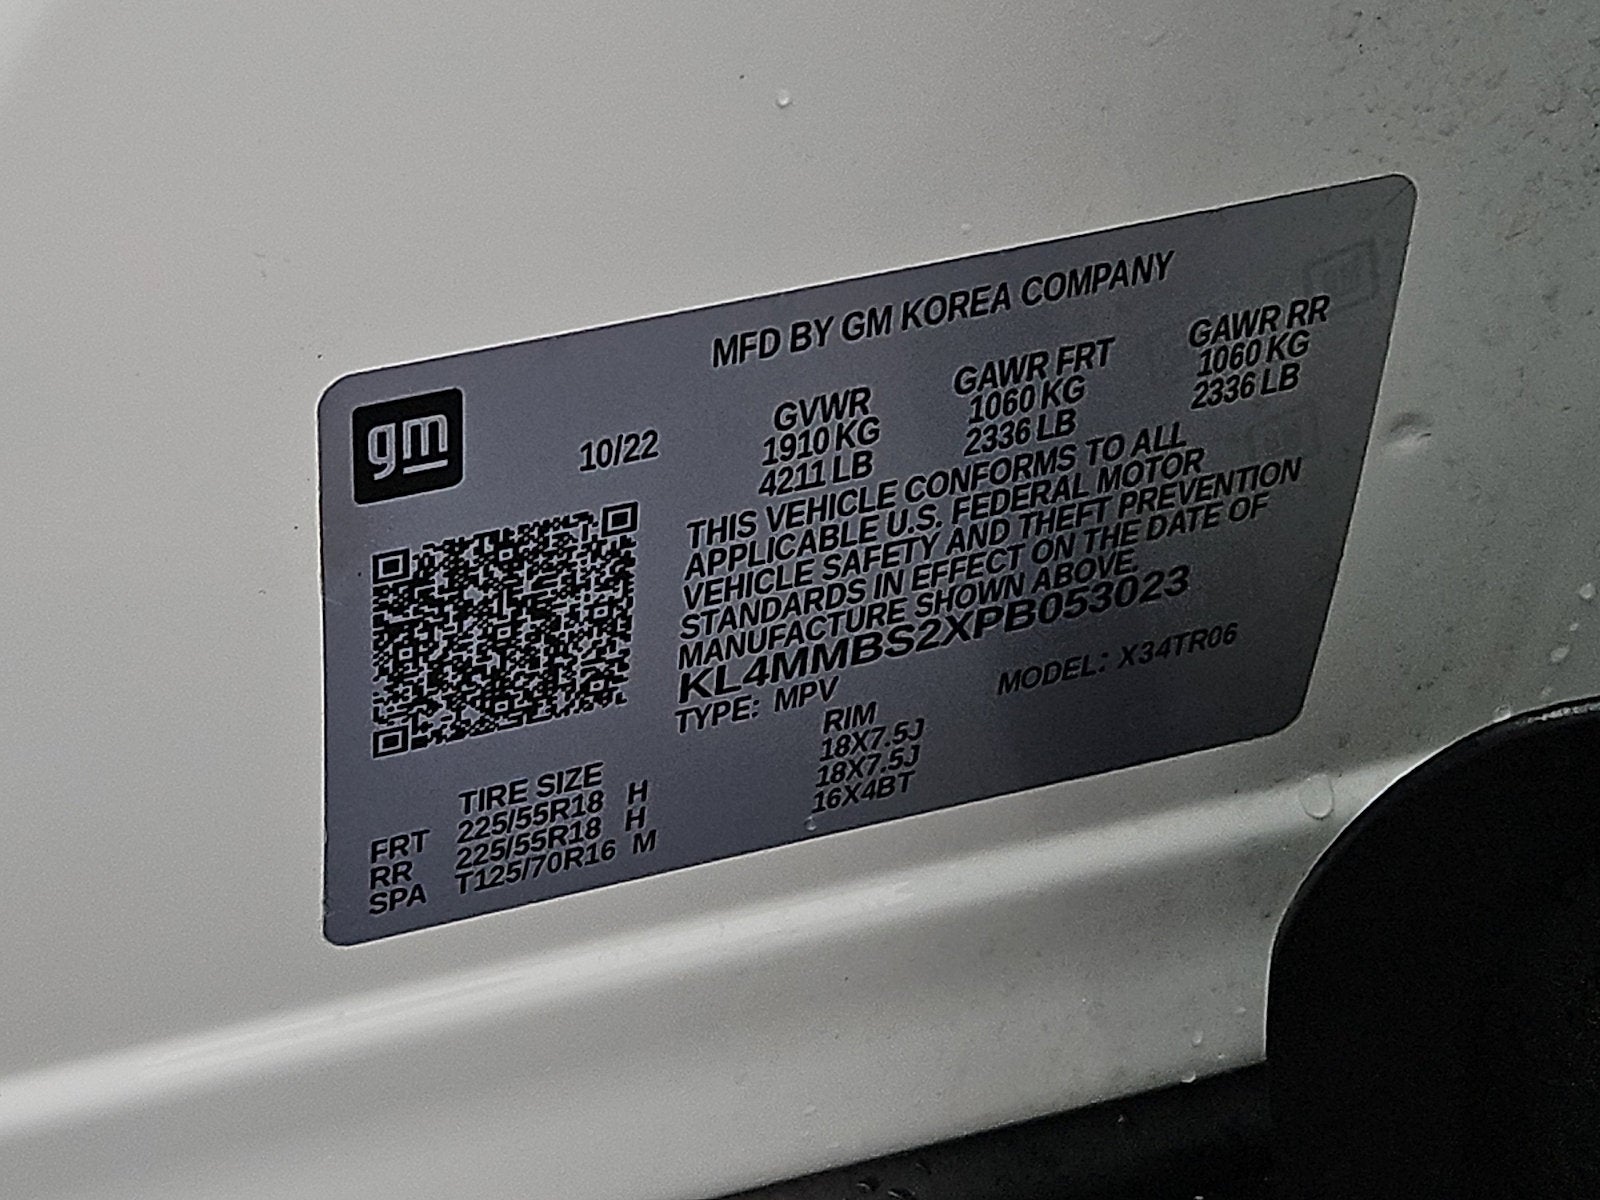 MFD BY GM KOREA COMPANY
gm
10/22
GVWR GAWR FRT GAWR RR
1910 KG 1060 KG 1060 KG
4211 LB 2336 LB 2336 LB
THIS VEHICLE CONFORMS TO ALL
APPLICABLE U.S. FEDERAL MOTOR
VEHICLE SAFETY AND THEFT PREVENTION
STANDARDS IN EFFECT ON THE DATE OF
MANUFACTURE SHOWN ABOVE.
KL4MMBS2XPB053023
TYPE: MPV MODEL: X34TR06
TIRE SIZE RIM
FRT 225/55R18 H 18X7.5J
RR 225/55R18 H 18X7.5J
SPA T125/70R16 M 16X4BT